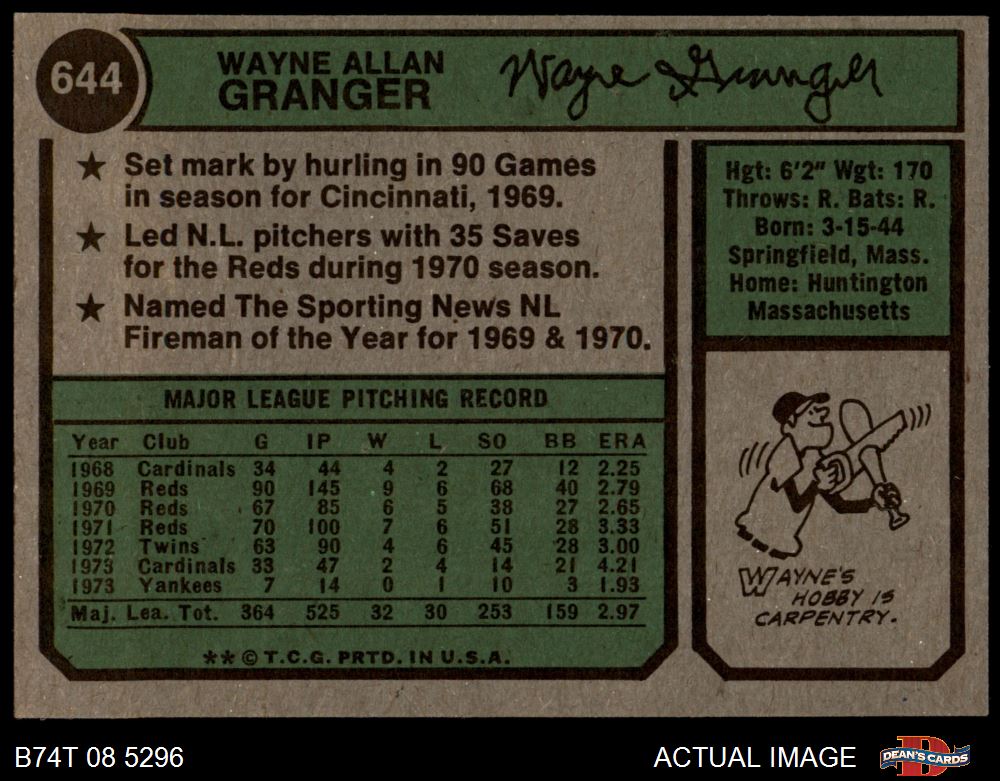 644
WAYNE ALLAN
GRANGER
Wayne A Granger
★ Set mark by hurling in 90 Games
in season for Cincinnati, 1969.
★ Led N.L. pitchers with 35 Saves
for the Reds during 1970 season.
★ Named The Sporting News NL
Fireman of the Year for 1969 & 1970.
Hgt: 6'2" Wgt: 170
Throws: R. Bats: R.
Born: 3-15-44
Springfield, Mass.
Home: Huntington
Massachusetts
MAJOR LEAGUE PITCHING RECORD
Year Club G IP W L SO BB ERA
1968 Cardinals 34 44 4 2 27 12 2.25
1969 Reds 90 145 9 6 68 40 2.79
1970 Reds 67 85 6 5 38 27 2.65
1971 Reds 70 100 7 6 51 28 3.33
1972 Twins 63 90 4 6 45 28 3.00
1973 Cardinals 33 47 2 4 14 21 4.21
1973 Yankees 7 14 0 1 10 3 1.93
Maj. Lea. Tot. 364 525 32 30 253 159 2.97
** © T.C.G. PRTD. IN U.S.A.
WAYNE'S
HOBBY IS
CARPENTRY.
B74T 08 5296
ACTUAL IMAGE
DEAN'S CARDS